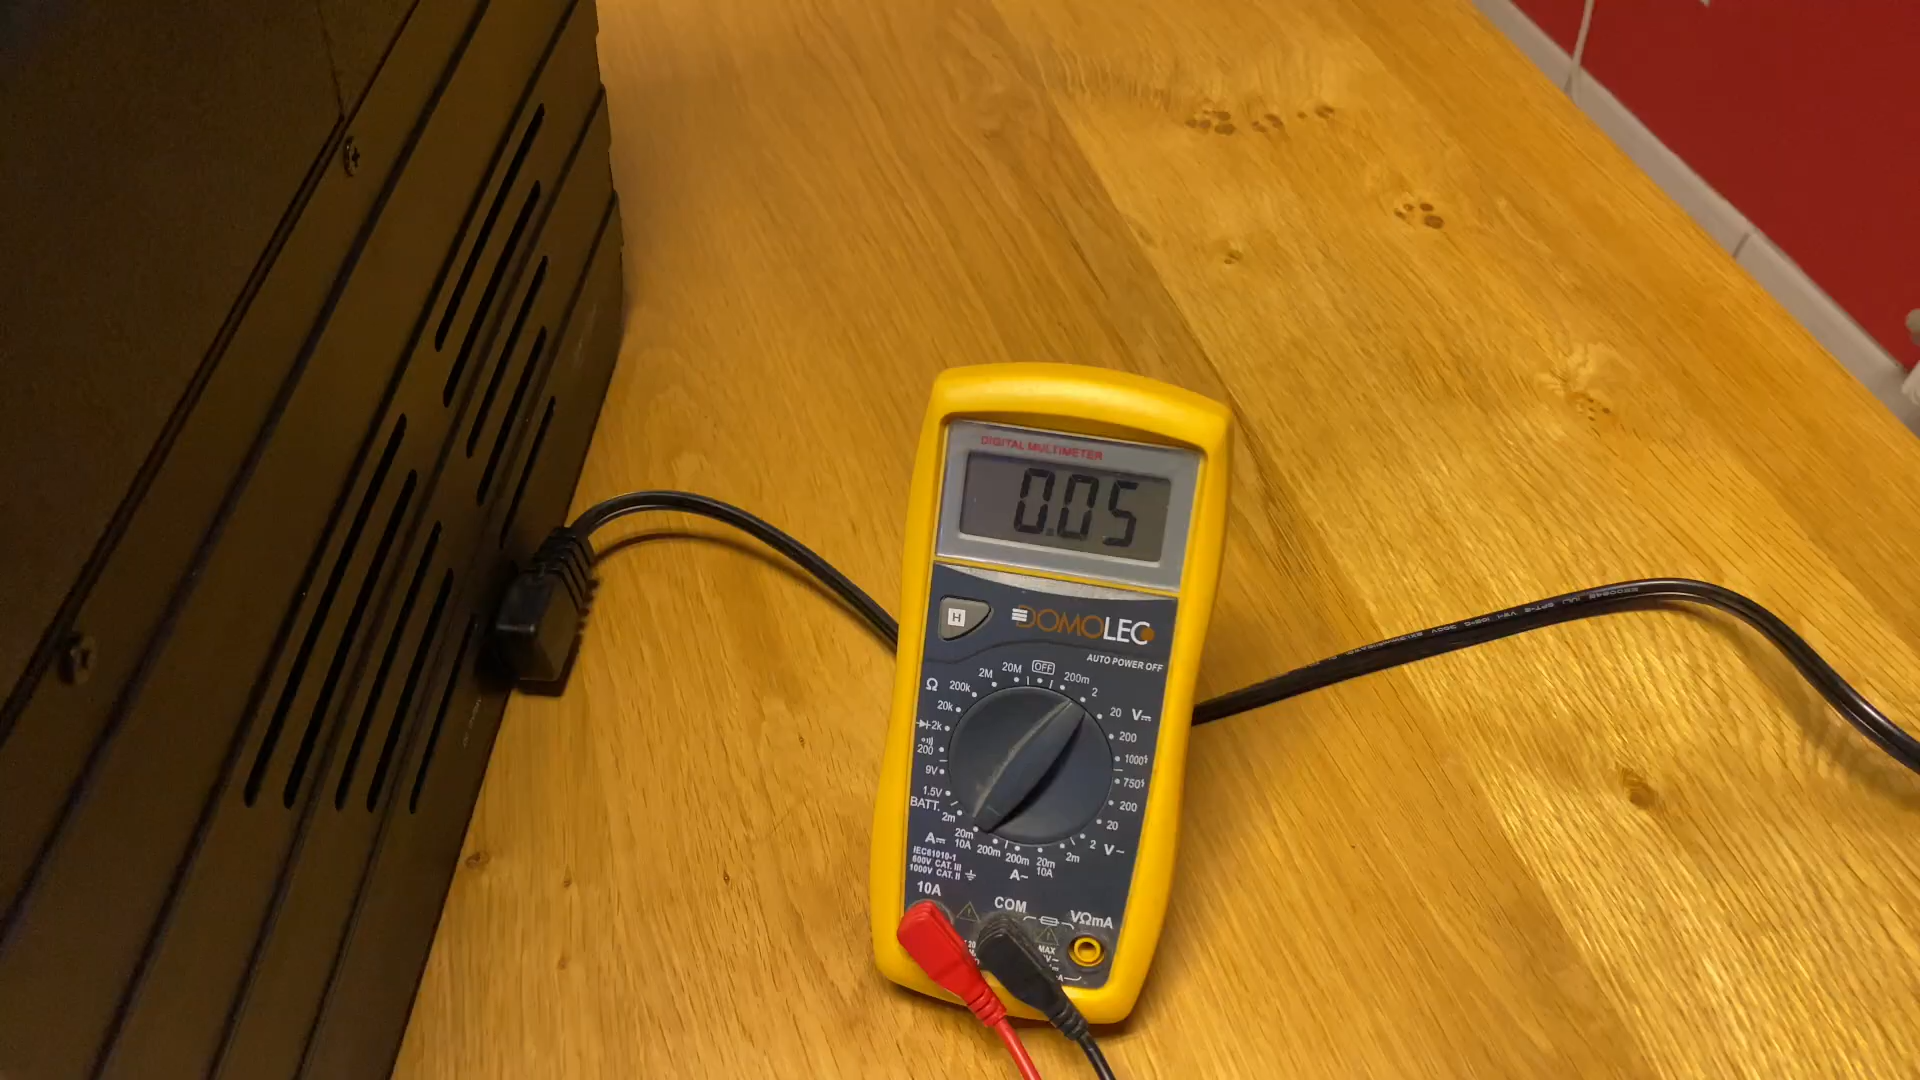 DIGITAL MULTIMETER
0.05
H
DOMOLEC
AUTO POWER OFF
OFF
20M
2M
Ω 200k
20k
2k
200
9V
1.5V
BATT.
2m
20m
10A
A
200m
200m
20m
10A
A~
2m
2 V~
20
200
750
1000
200
20 V
2
200m
IEC61010-1
600V CAT. III
1000V CAT. II
10A
COM
VΩmA
MAX